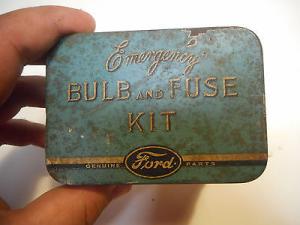 Emergency
BULB AND FUSE
KIT
Ford
GENUINE PARTS